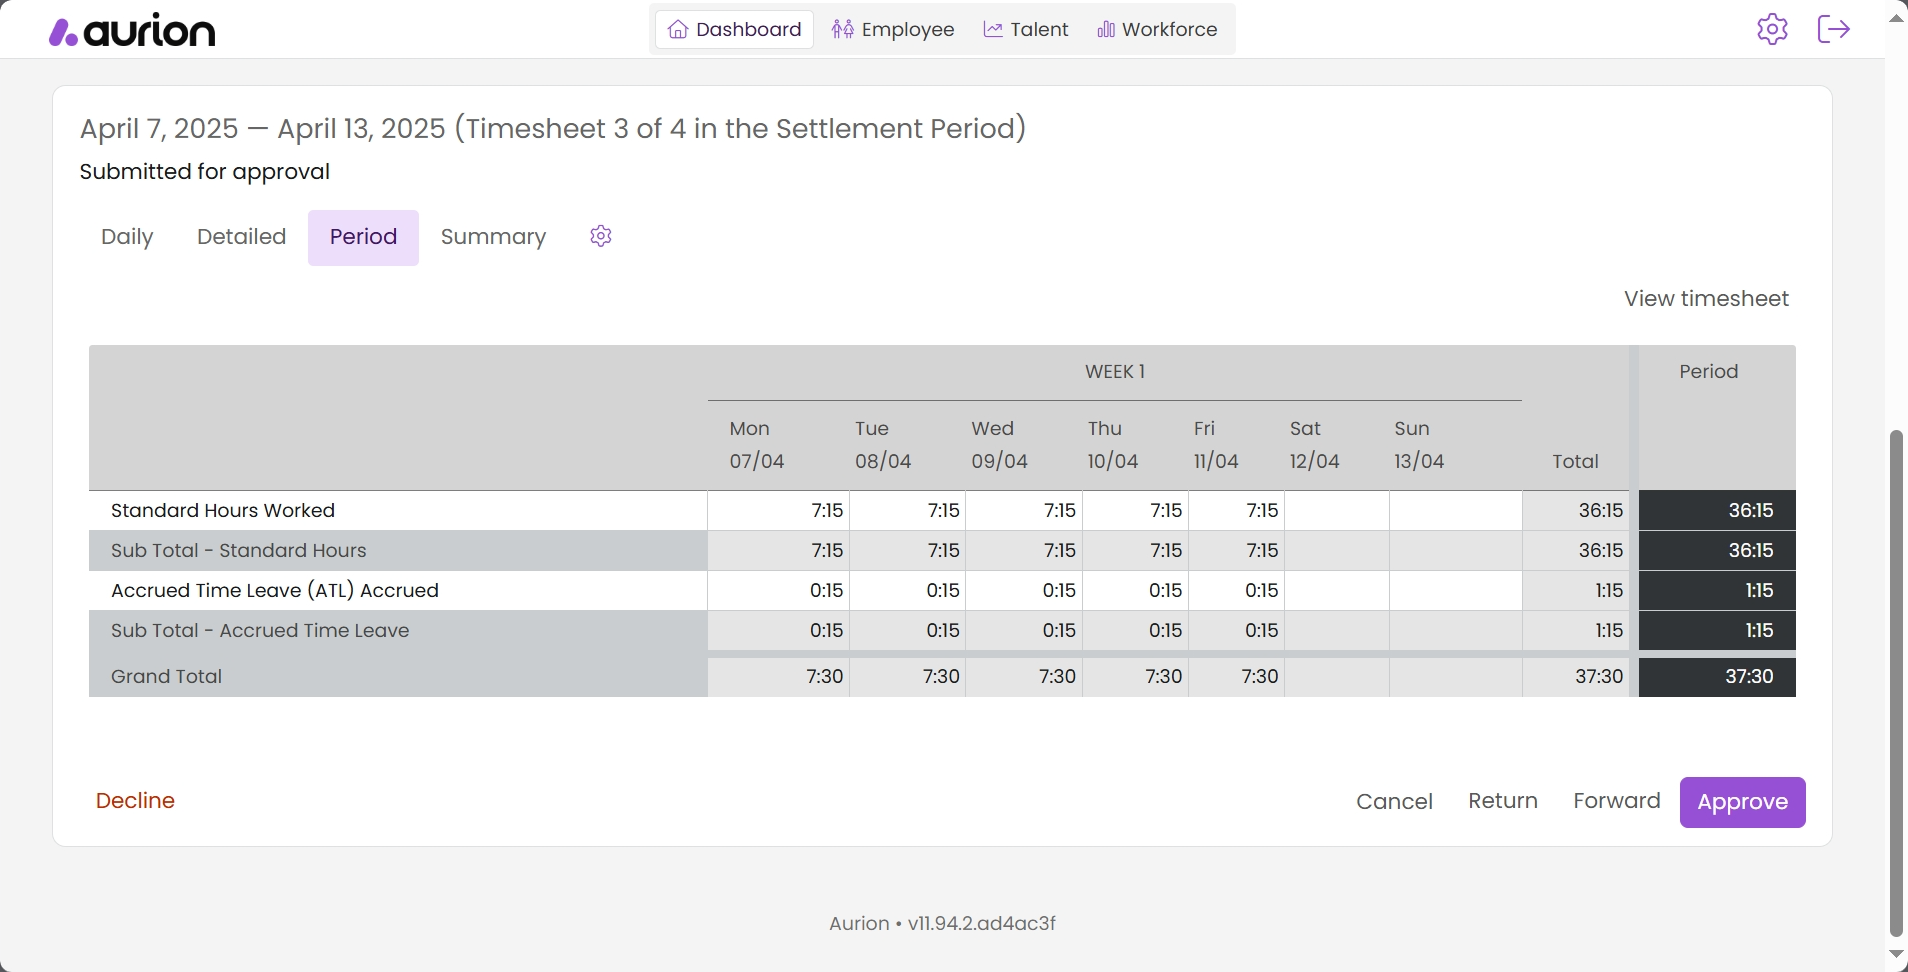 aurion
Dashboard Employee Talent Workforce
April 7, 2025 — April 13, 2025 (Timesheet 3 of 4 in the Settlement Period)
Submitted for approval
Daily Detailed Period Summary
View timesheet
WEEK 1 Period
Mon Tue Wed Thu Fri Sat Sun
07/04 08/04 09/04 10/04 11/04 12/04 13/04 Total
Standard Hours Worked 7:15 7:15 7:15 7:15 7:15 36:15 36:15
Sub Total - Standard Hours 7:15 7:15 7:15 7:15 7:15 36:15 36:15
Accrued Time Leave (ATL) Accrued 0:15 0:15 0:15 0:15 0:15 1:15 1:15
Sub Total - Accrued Time Leave 0:15 0:15 0:15 0:15 0:15 1:15 1:15
Grand Total 7:30 7:30 7:30 7:30 7:30 37:30 37:30
Decline Cancel Return Forward Approve
Aurion • v11.94.2.ad4ac3f